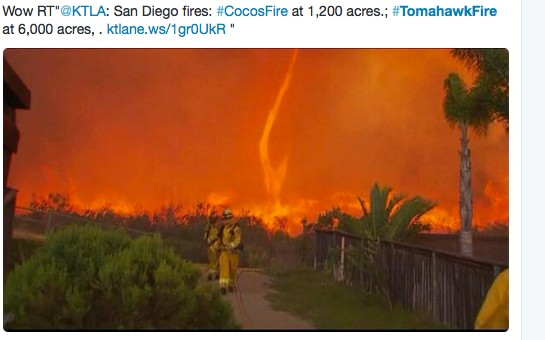 Wow RT"@KTLA: San Diego fires: #CocosFire at 1,200 acres.; #TomahawkFire
at 6,000 acres, . ktlane.ws/1gr0UkR "